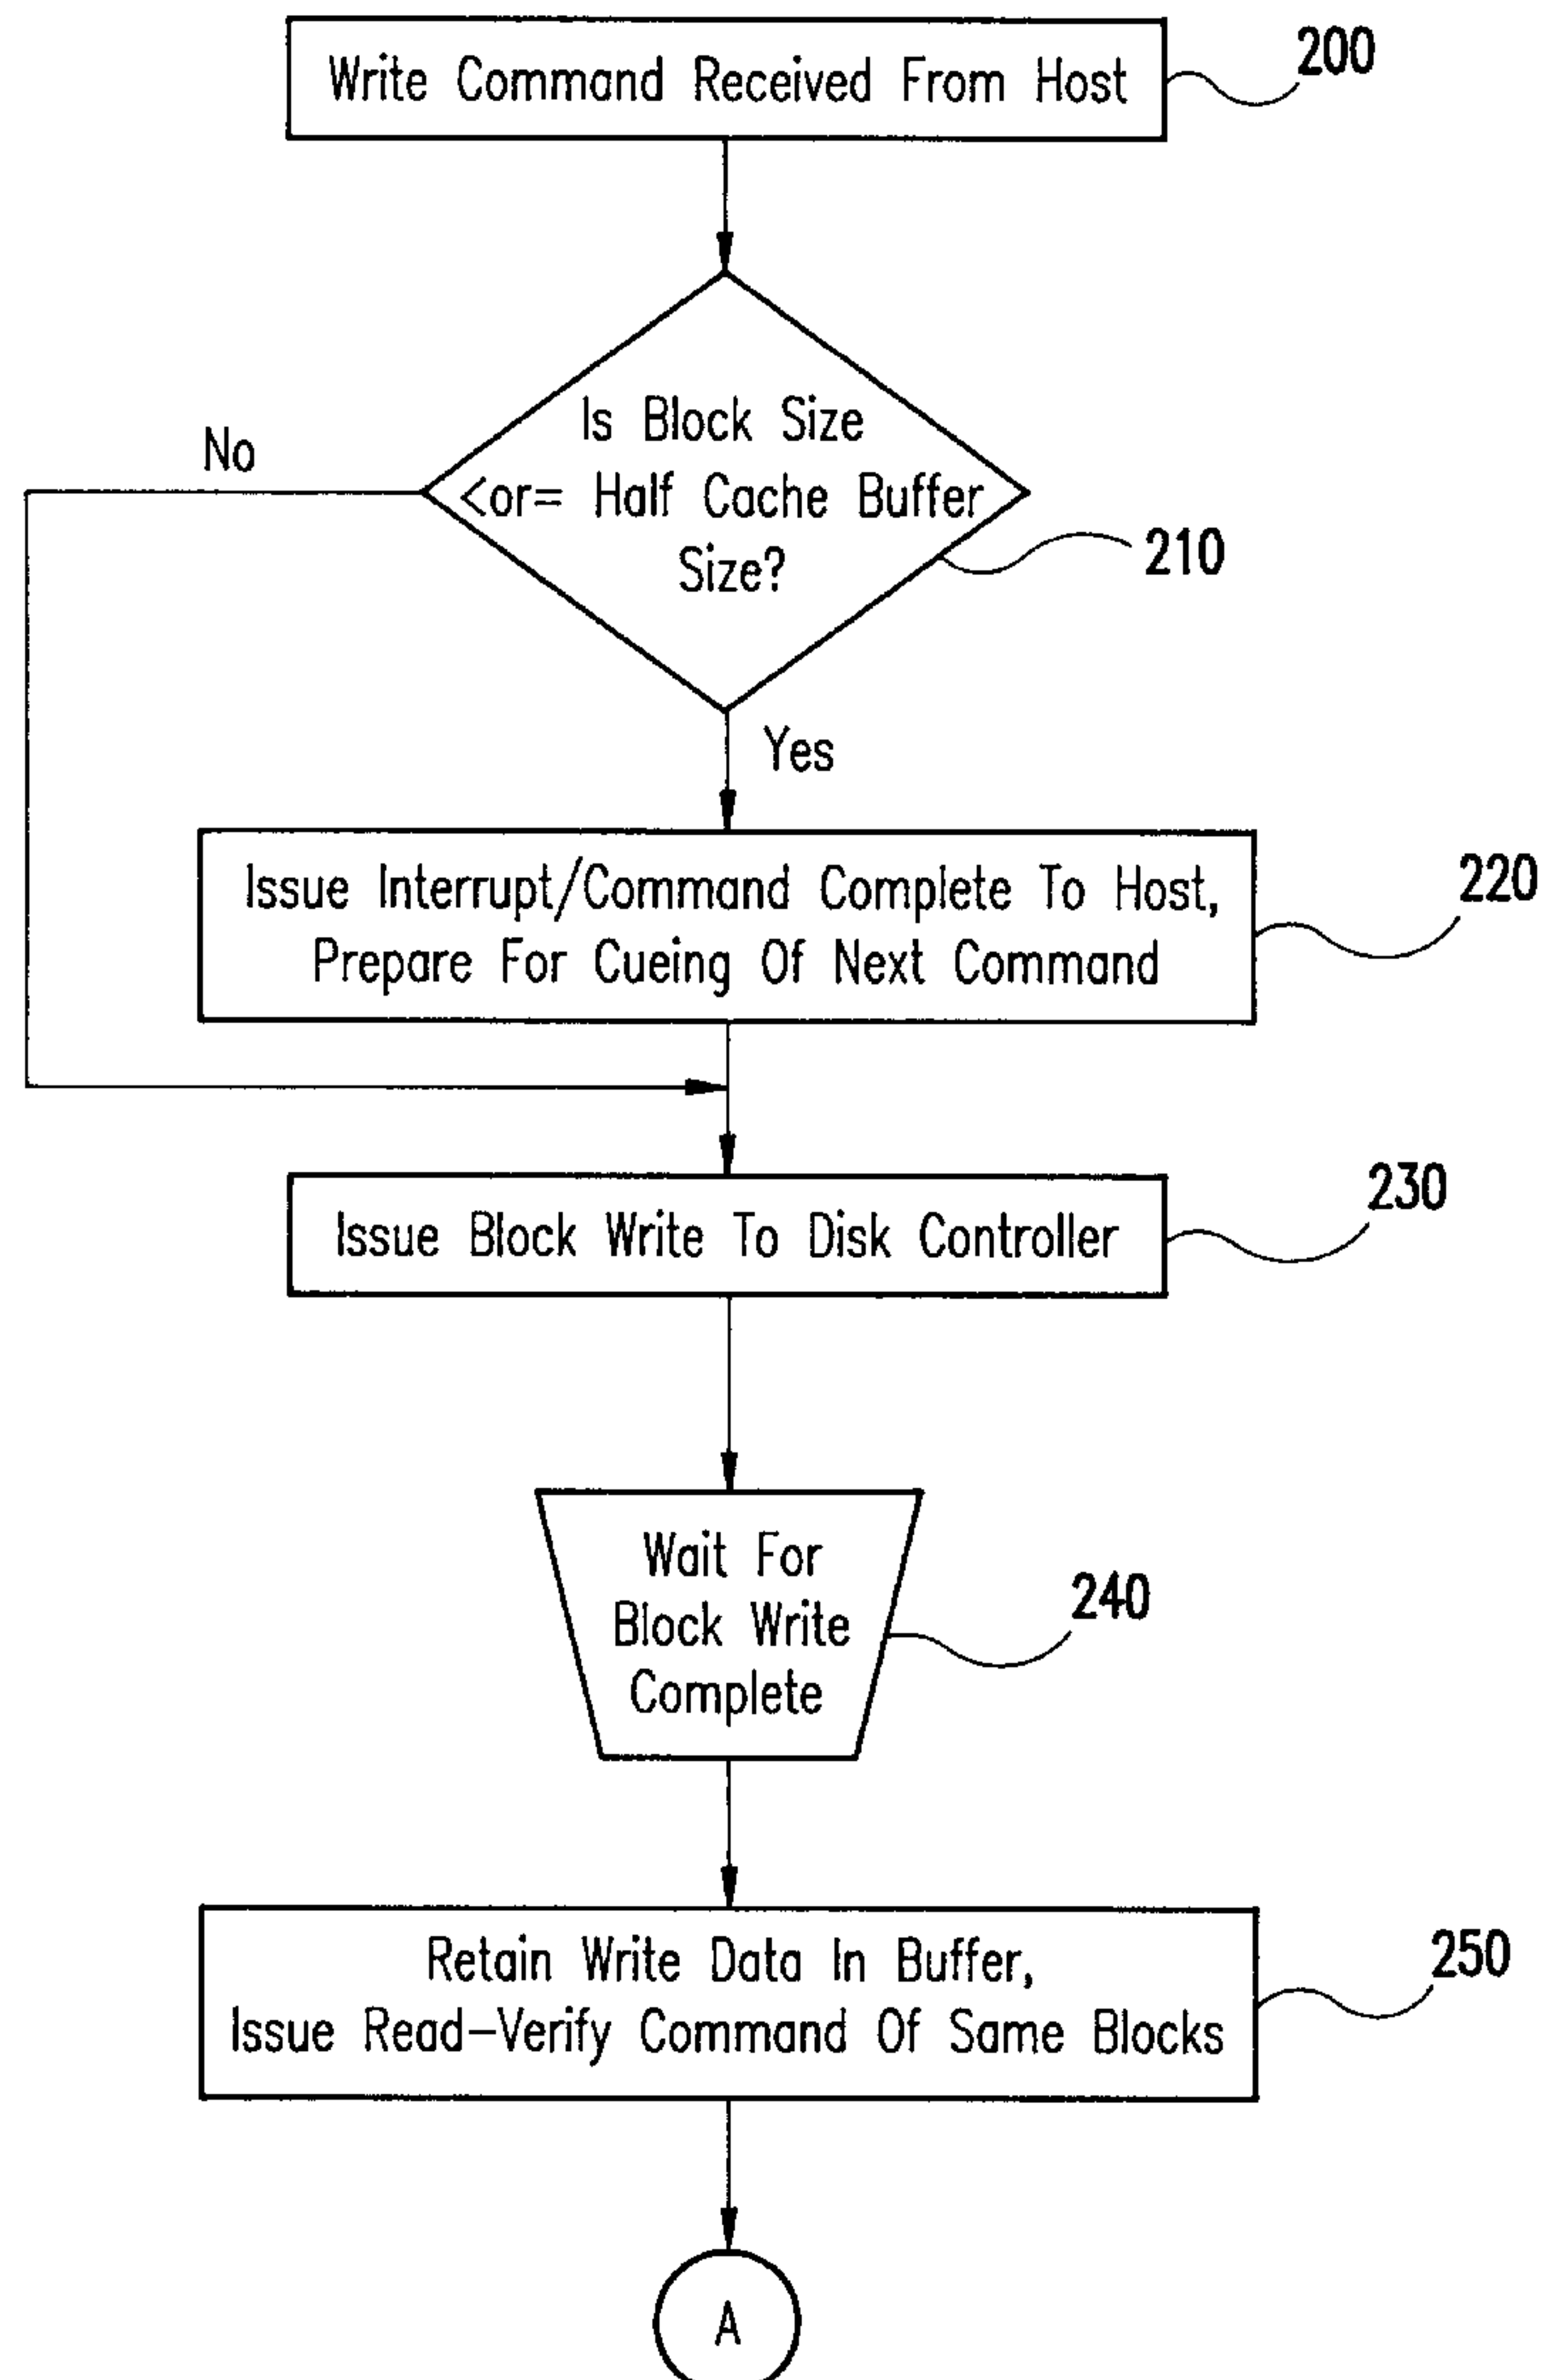 Write Command Received From Host
200
Is Block Size
<or= Half Cache Buffer
Size?
210
No
Yes
Issue Interrupt/Command Complete To Host,
Prepare For Cueing Of Next Command
220
Issue Block Write To Disk Controller
230
Wait For
Block Write
Complete
240
Retain Write Data In Buffer,
Issue Read-Verify Command Of Same Blocks
250
A